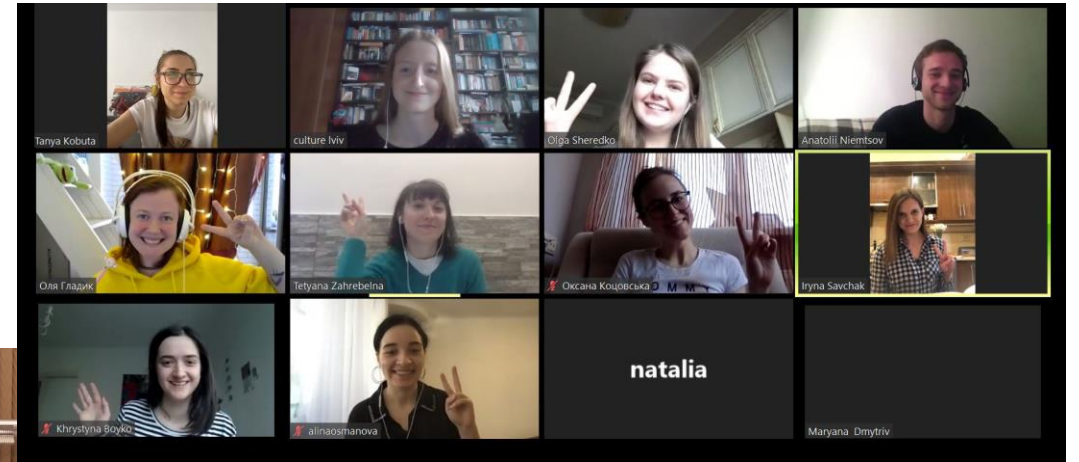 Tanya Kobuta
culture lviv
Olga Sheredko
Anatolii Niemtsov
Оля Гладик
Tetyana Zahrebelna
Оксана Коцовська
OMMY
Iryna Savchak
Khrystyna Boyko
alinaosmanova
natalia
Maryana Dmytriv